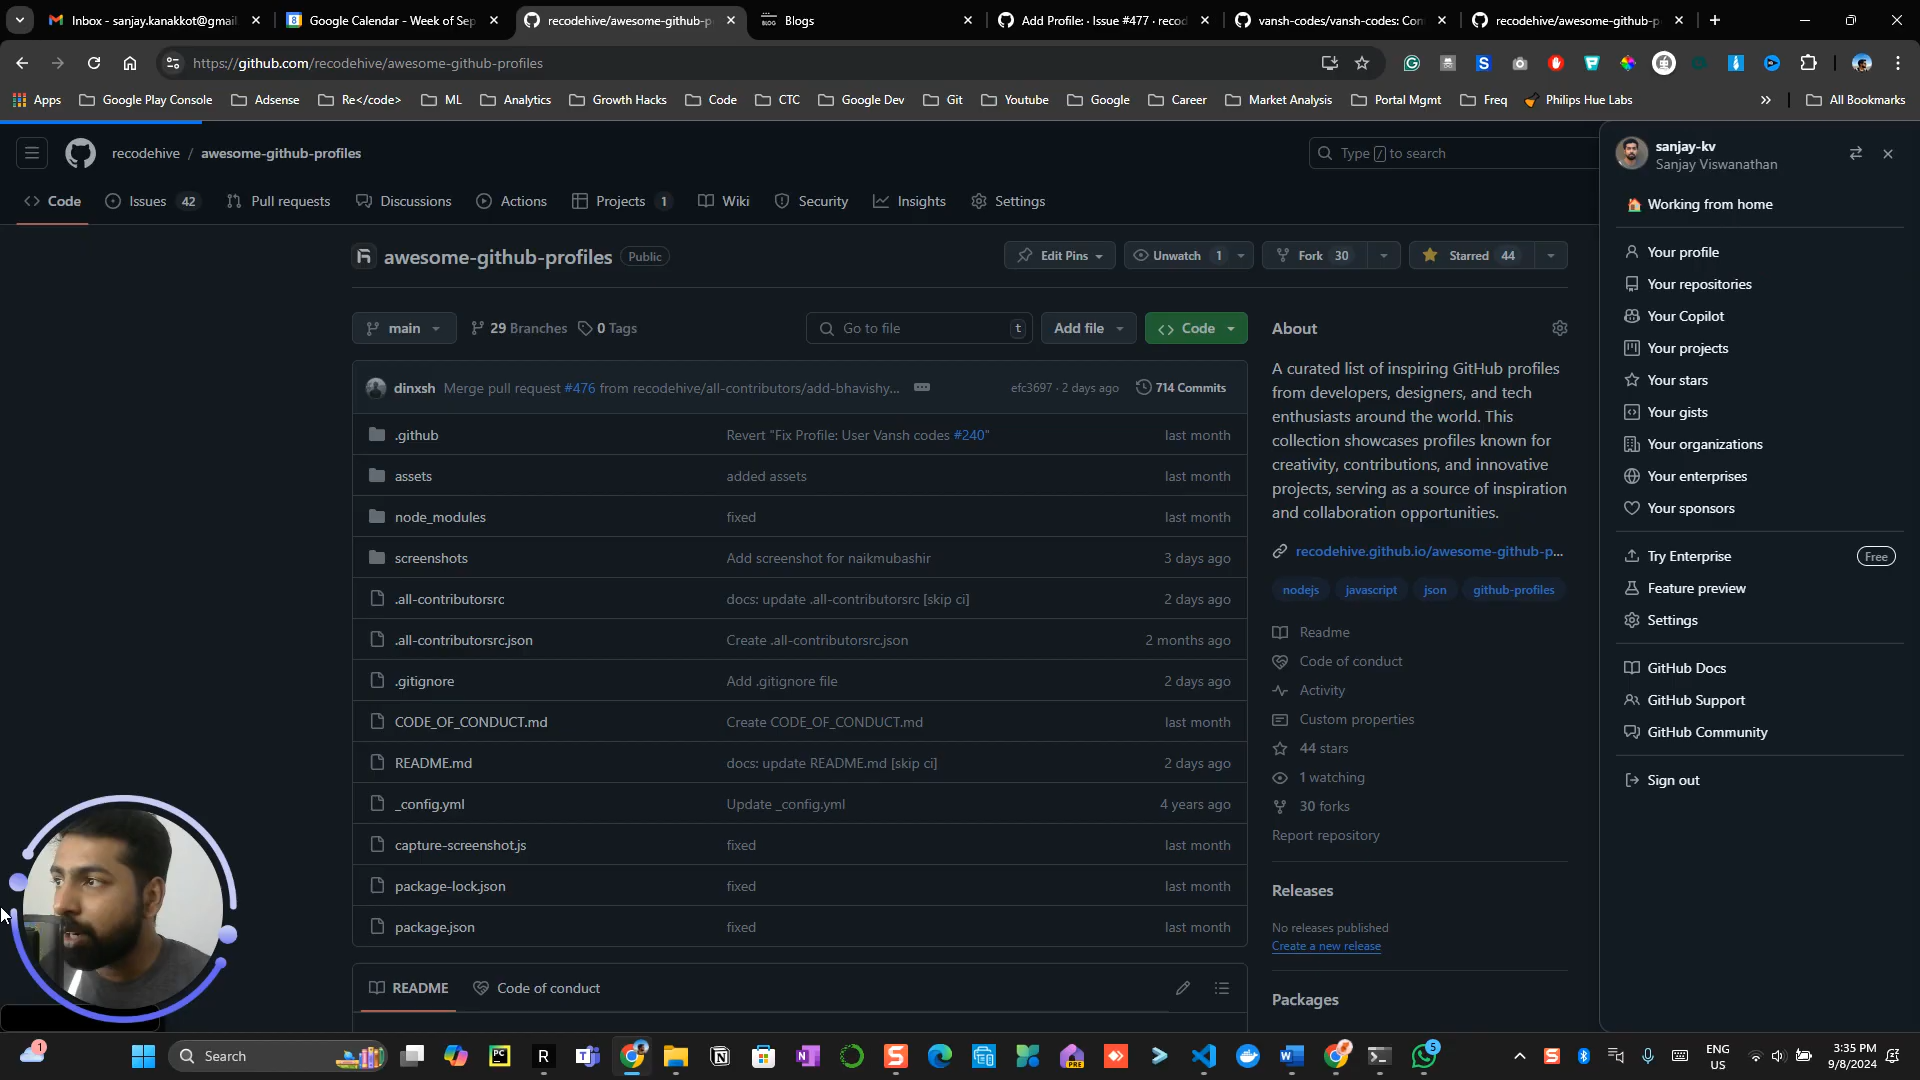 Inbox - sanjay.kanakkot@gmail
Google Calendar - Week of Sep
recodehive/awesome-github-p
Blogs
Add Profile: · Issue #477 · recod
vansh-codes/vansh-codes: Con
recodehive/awesome-github-p
https://github.com/recodehive/awesome-github-profiles
Apps
Google Play Console
Adsense
Re</code>
ML
Analytics
Growth Hacks
Code
CTC
Google Dev
Git
Youtube
Google
Career
Market Analysis
Portal Mgmt
Freq
Philips Hue Labs
All Bookmarks
recodehive / awesome-github-profiles
Type / to search
Code
Issues 42
Pull requests
Discussions
Actions
Projects 1
Wiki
Security
Insights
Settings
awesome-github-profiles Public
Edit Pins
Unwatch 1
Fork 30
Starred 44
main
29 Branches
0 Tags
Go to file t
Add file
Code
dinxsh Merge pull request #476 from recodehive/all-contributors/add-bhavishy... efc3697 · 2 days ago 714 Commits
.github Revert "Fix Profile: User Vansh codes #240" last month
assets added assets last month
node_modules fixed last month
screenshots Add screenshot for naikmubashir 3 days ago
.all-contributorsrc docs: update .all-contributorsrc [skip ci] 2 days ago
.all-contributorsrc.json Create .all-contributorsrc.json 2 months ago
.gitignore Add .gitignore file 2 days ago
CODE_OF_CONDUCT.md Create CODE_OF_CONDUCT.md last month
README.md docs: update README.md [skip ci] 2 days ago
_config.yml Update _config.yml 4 years ago
capture-screenshot.js fixed last month
package-lock.json fixed last month
package.json fixed last month
README
Code of conduct
About
A curated list of inspiring GitHub profiles
from developers, designers, and tech
enthusiasts around the world. This
collection showcases profiles known for
creativity, contributions, and innovative
projects, serving as a source of inspiration
and collaboration opportunities.
recodehive.github.io/awesome-github-p...
nodejs javascript json github-profiles
Readme
Code of conduct
Activity
Custom properties
44 stars
1 watching
30 forks
Report repository
Releases
No releases published
Create a new release
Packages
sanjay-kv
Sanjay Viswanathan
Working from home
Your profile
Your repositories
Your Copilot
Your projects
Your stars
Your gists
Your organizations
Your enterprises
Your sponsors
Try Enterprise Free
Feature preview
Settings
GitHub Docs
GitHub Support
GitHub Community
Sign out
1
Search
PRE
5
ENG
US
3:35 PM
9/8/2024